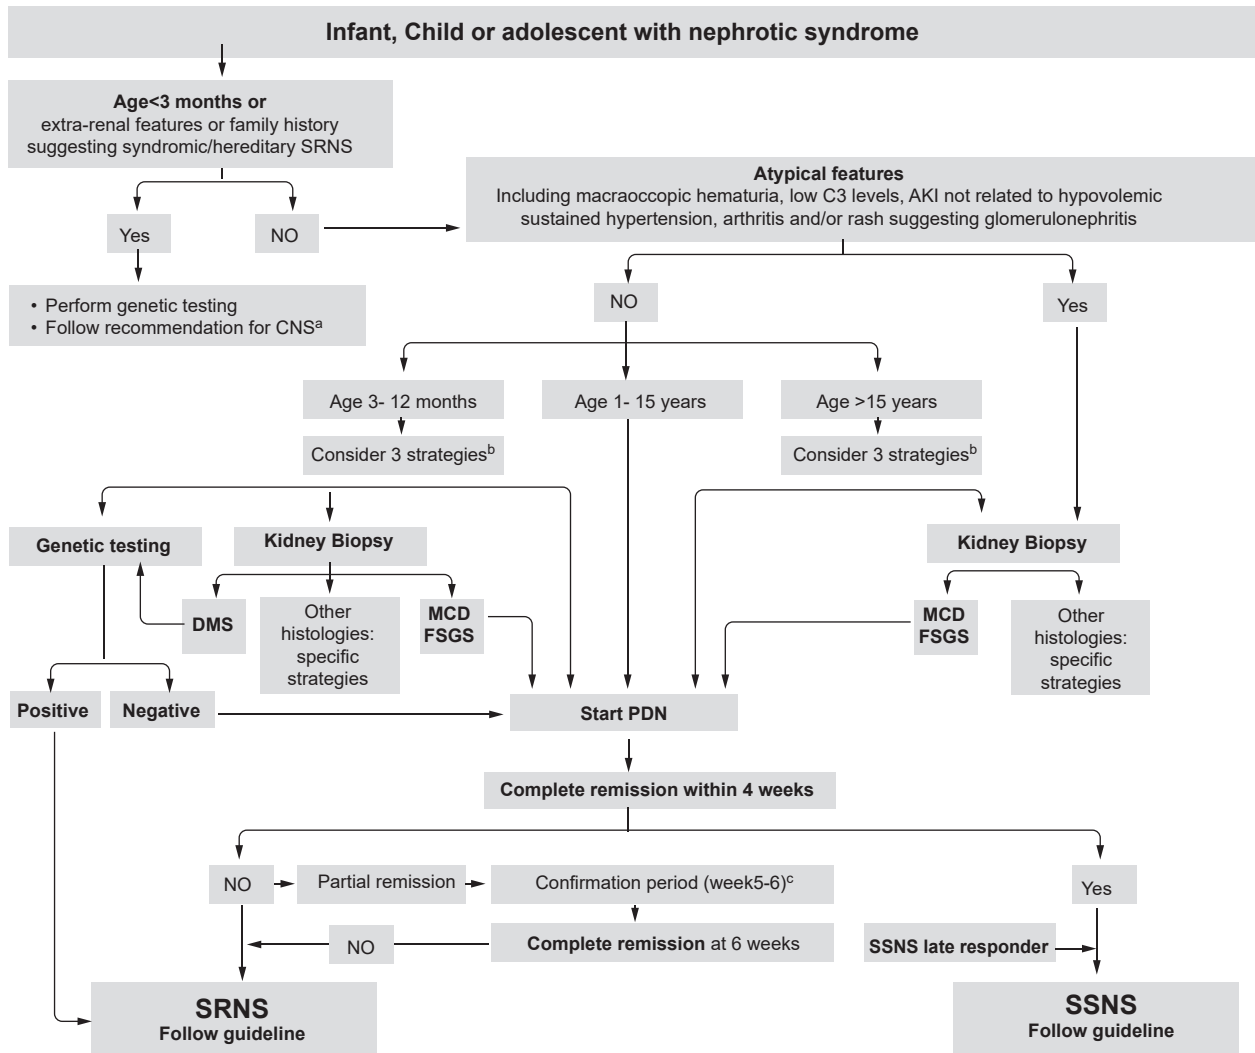 Infant, Child or adolescent with nephrotic syndrome
Age<3 months or
extra-renal features or family history
suggesting syndromic/hereditary SRNS
Atypical features
Including macraoccopic hematuria, low C3 levels, AKI not related to hypovolemic
sustained hypertension, arthritis and/or rash suggesting glomerulonephritis
Yes
NO
• Perform genetic testing
• Follow recommendation for CNSa
NO
Yes
Age 3- 12 months
Age 1- 15 years
Age >15 years
Consider 3 strategiesb
Consider 3 strategiesb
Genetic testing
Kidney Biopsy
Kidney Biopsy
DMS
Other
histologies:
specific
strategies
MCD
FSGS
MCD
FSGS
Other
histologies:
specific
strategies
Positive
Negative
Start PDN
Complete remission within 4 weeks
NO
Partial remission
Confirmation period (week5-6)c
Yes
NO
Complete remission at 6 weeks
SSNS late responder
SRNS
Follow guideline
SSNS
Follow guideline